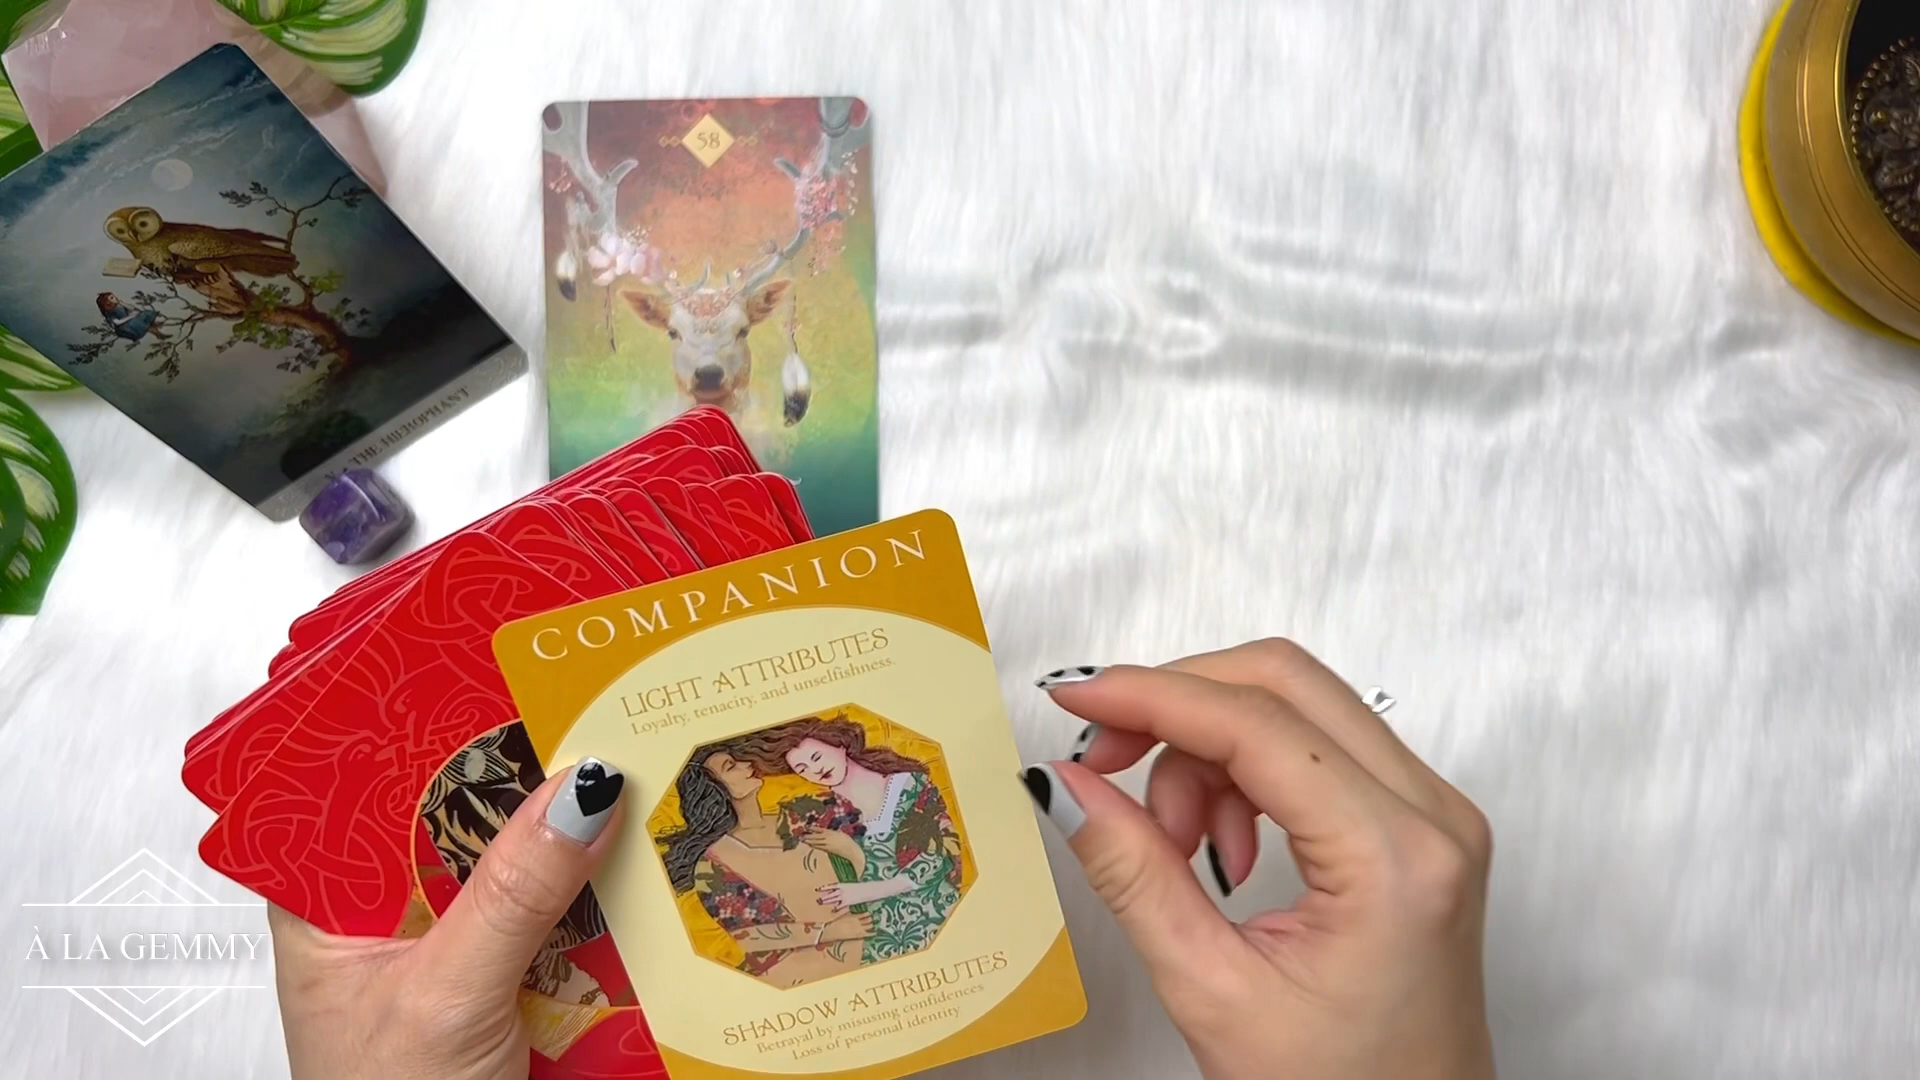 58
THE HIEROPHANT
COMPANION
LIGHT ATTRIBUTES
Loyalty, tenacity, and unselfishness.
SHADOW ATTRIBUTES
Betrayal by misusing confidences
Loss of personal identity
À LA GEMMY